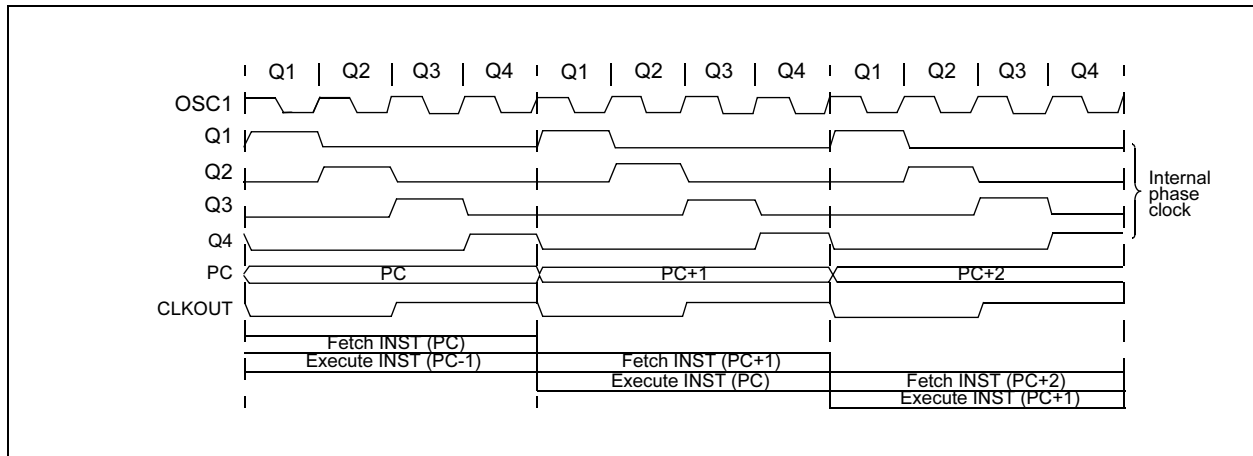 Q1 | Q2 | Q3 | Q4 | Q1 | Q2 | Q3 | Q4 | Q1 | Q2 | Q3 | Q4
OSC1
Q1
Q2
Q3
Q4
Internal
phase
clock
PC PC PC+1 PC+2
CLKOUT
Fetch INST (PC)
Execute INST (PC-1) Fetch INST (PC+1)
Execute INST (PC) Fetch INST (PC+2)
Execute INST (PC+1)